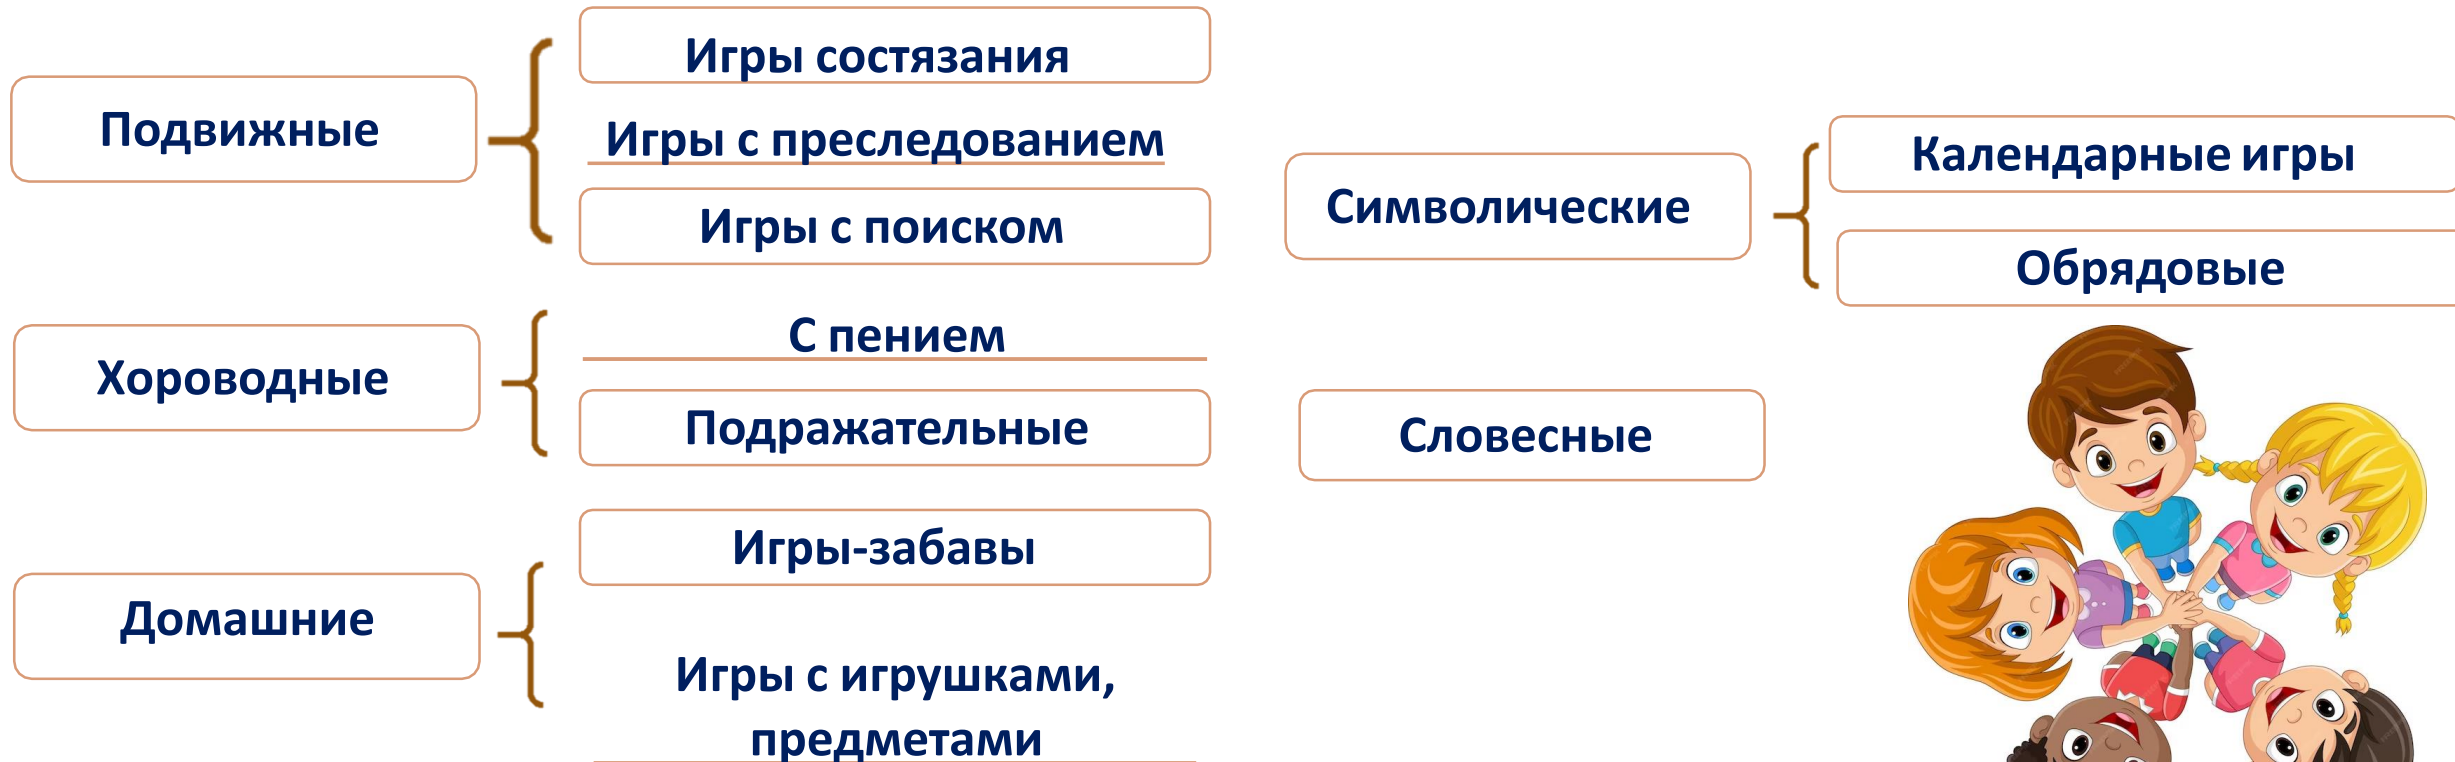 Подвижные
Игры состязания
Игры с преследованием
Игры с поиском
Хороводные
С пением
Подражательные
Домашние
Игры-забавы
Игры с игрушками,
предметами
Символические
Календарные игры
Обрядовые
Словесные